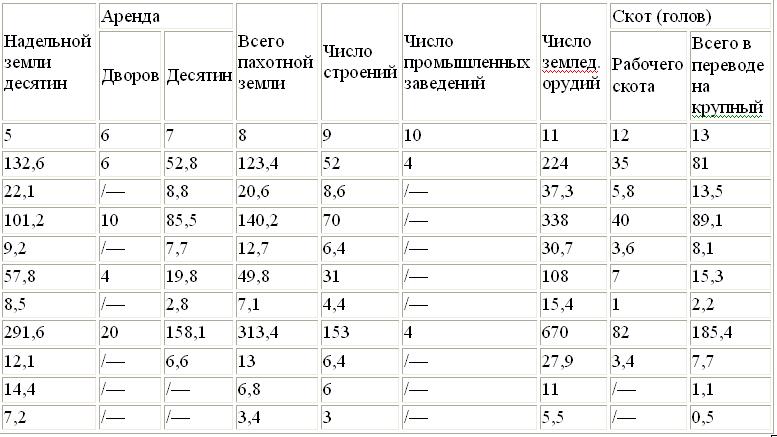 Надельной земли десятин | Аренда | Всего пахотной земли | Число строений | Число промышленных заведений | Число землед. орудий | Скот (голов)
Дворов | Десятин | Рабочего скота | Всего в переводе на крупный
5 | 6 | 7 | 8 | 9 | 10 | 11 | 12 | 13
132,6 | 6 | 52,8 | 123,4 | 52 | 4 | 224 | 35 | 81
22,1 | /— | 8,8 | 20,6 | 8,6 | /— | 37,3 | 5,8 | 13,5
101,2 | 10 | 85,5 | 140,2 | 70 | /— | 338 | 40 | 89,1
9,2 | /— | 7,7 | 12,7 | 6,4 | /— | 30,7 | 3,6 | 8,1
57,8 | 4 | 19,8 | 49,8 | 31 | /— | 108 | 7 | 15,3
8,5 | /— | 2,8 | 7,1 | 4,4 | /— | 15,4 | 1 | 2,2
291,6 | 20 | 158,1 | 313,4 | 153 | 4 | 670 | 82 | 185,4
12,1 | /— | 6,6 | 13 | 6,4 | /— | 27,9 | 3,4 | 7,7
14,4 | /— | /— | 6,8 | 6 | /— | 11 | /— | 1,1
7,2 | /— | /— | 3,4 | 3 | /— | 5,5 | /— | 0,5